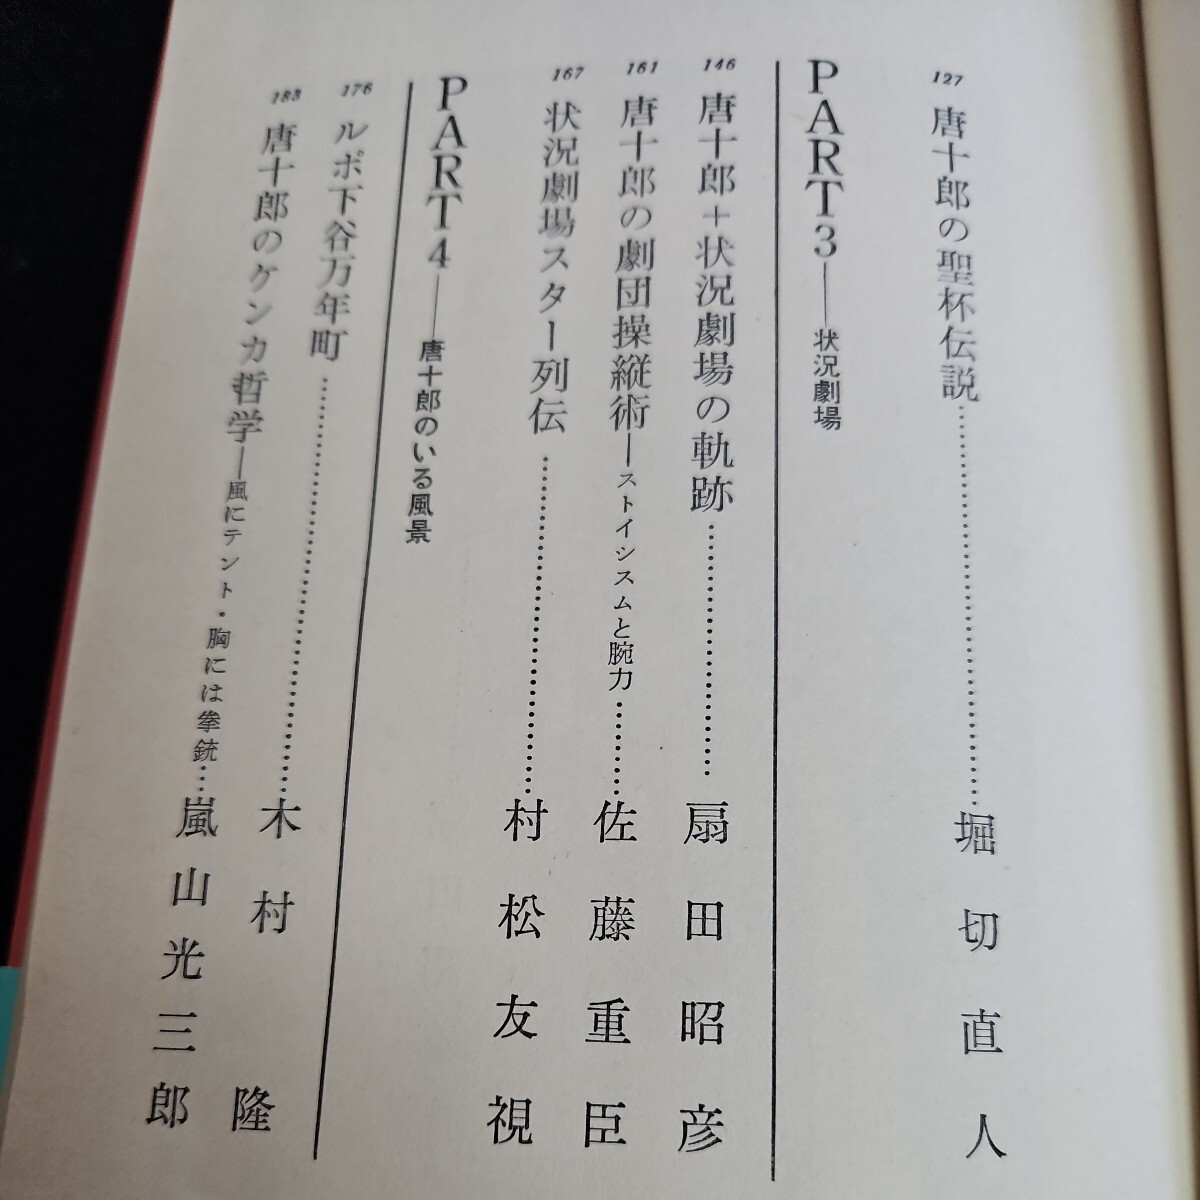 127 唐十郎の聖杯伝説…………堀切直人
PART3——状況劇場
146 唐十郎+状況劇場の軌跡…………扇田昭彦
161 唐十郎の劇団操縦術—ストイシスムと腕力………佐藤重臣
167 状況劇場スター列伝…………村松友視
PART4——唐十郎のいる風景
176 ルポ下谷万年町…………木村隆
183 唐十郎のケンカ哲学—風にテント・胸には拳銃…嵐山光三郎